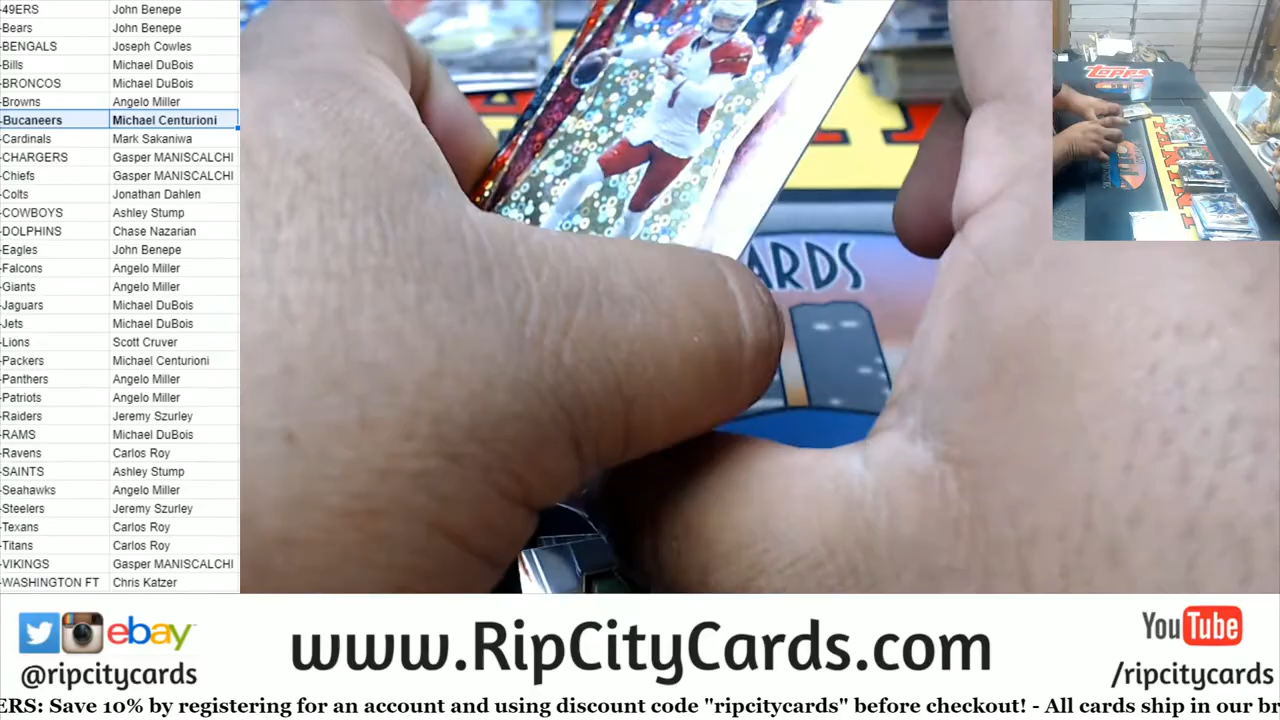 -49ERS John Benepe
-Bears John Benepe
-BENGALS Joseph Cowles
-Bills Michael DuBois
-BRONCOS Michael DuBois
-Browns Angelo Miller
-Bucaneers Michael Centurioni
-Cardinals Mark Sakaniwa
-CHARGERS Gasper MANISCALCHI
-Chiefs Gasper MANISCALCHI
-Colts Jonathan Dahlen
-COWBOYS Ashley Stump
-DOLPHINS Chase Nazarian
-Eagles John Benepe
-Falcons Angelo Miller
-Giants Angelo Miller
-Jaguars Michael DuBois
-Jets Michael DuBois
-Lions Scott Cruver
-Packers Michael Centurioni
-Panthers Angelo Miller
-Patriots Angelo Miller
-Raiders Jeremy Szurley
-RAMS Michael DuBois
-Ravens Carlos Roy
-SAINTS Ashley Stump
-Seahawks Angelo Miller
-Steelers Jeremy Szurley
-Texans Carlos Roy
-Titans Carlos Roy
-VIKINGS Gasper MANISCALCHI
-WASHINGTON FT Chris Katzer
ARDS
Topps
PANINI
ebay
@ripcitycards
www.RipCityCards.com
YouTube
/ripcitycards
ERS: Save 10% by registering for an account and using discount code "ripcitycards" before checkout! - All cards ship in our br